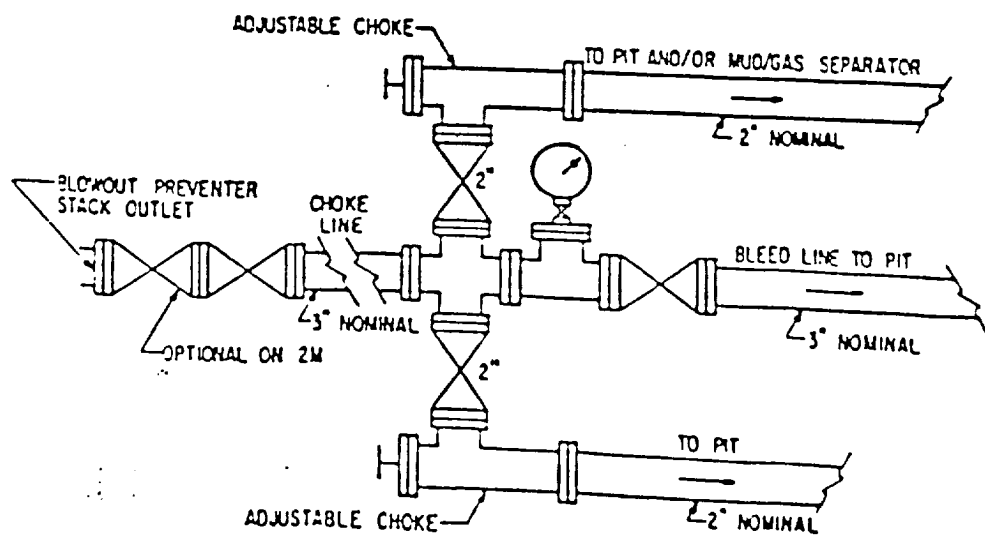 ADJUSTABLE CHOKE
TO PIT AND/OR MUD/GAS SEPARATOR
2" NOMINAL
2"
BLOWOUT PREVENTER
STACK OUTLET
CHOKE
LINE
BLEED LINE TO PIT
3" NOMINAL
3" NOMINAL
OPTIONAL ON 2M
2"
TO PIT
ADJUSTABLE CHOKE
2" NOMINAL